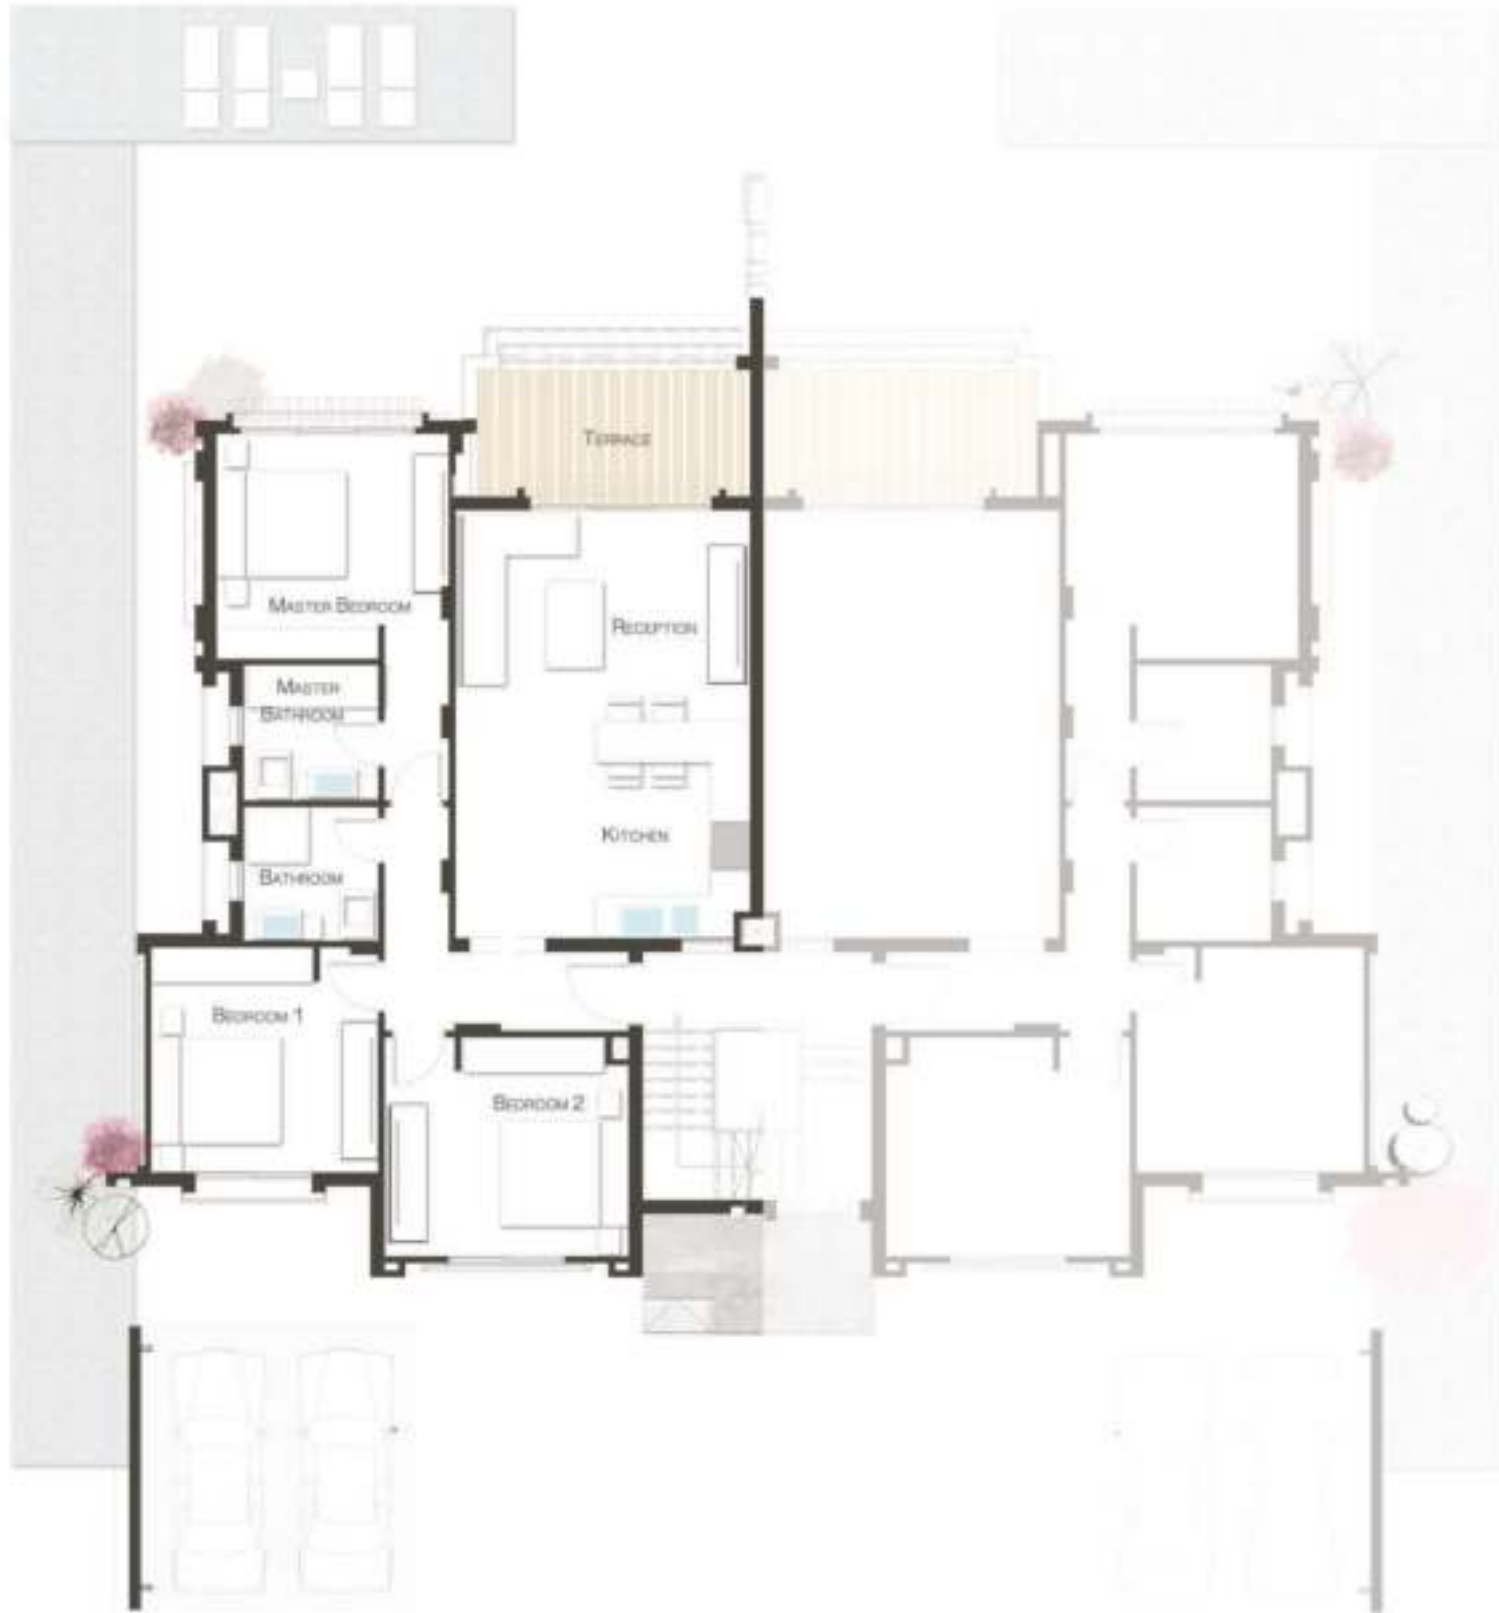 TERRACE
MASTER BEDROOM
RECEPTION
MASTER
BATHROOM
KITCHEN
BATHROOM
BEDROOM 1
BEDROOM 2